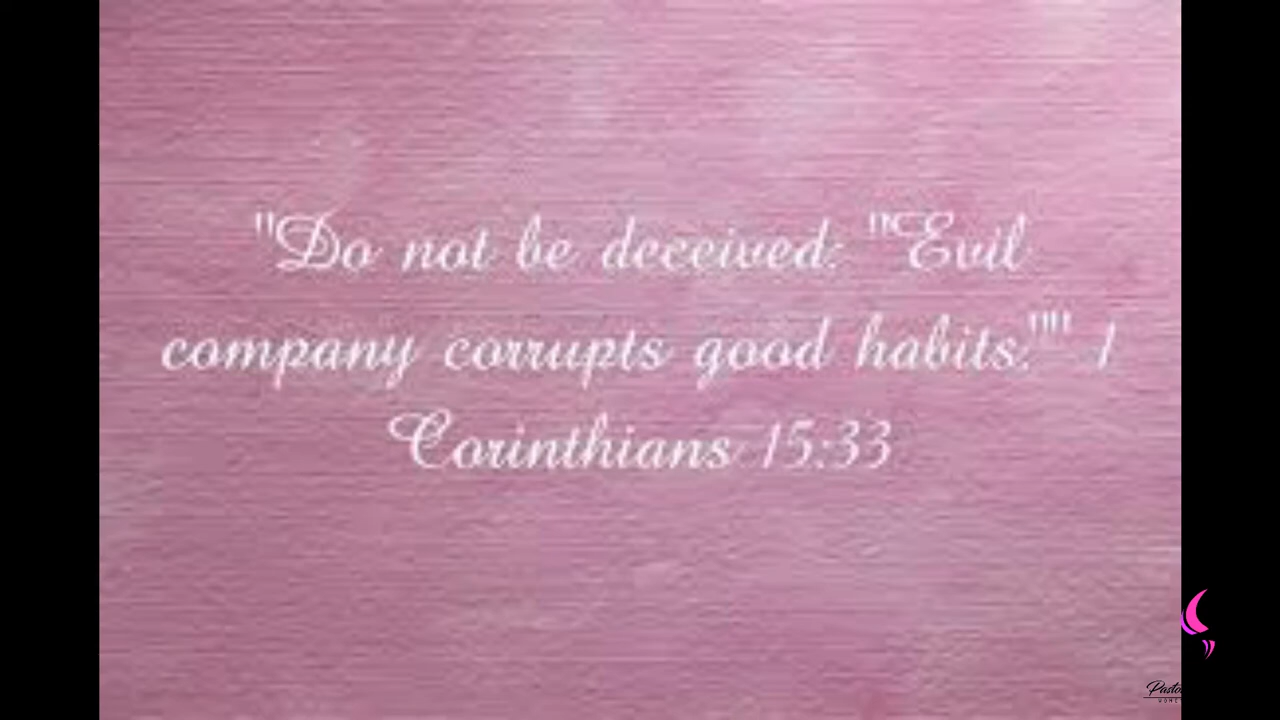 "Do not be deceived: ""Evil
company corrupts good habits.""" 1
Corinthians 15:33